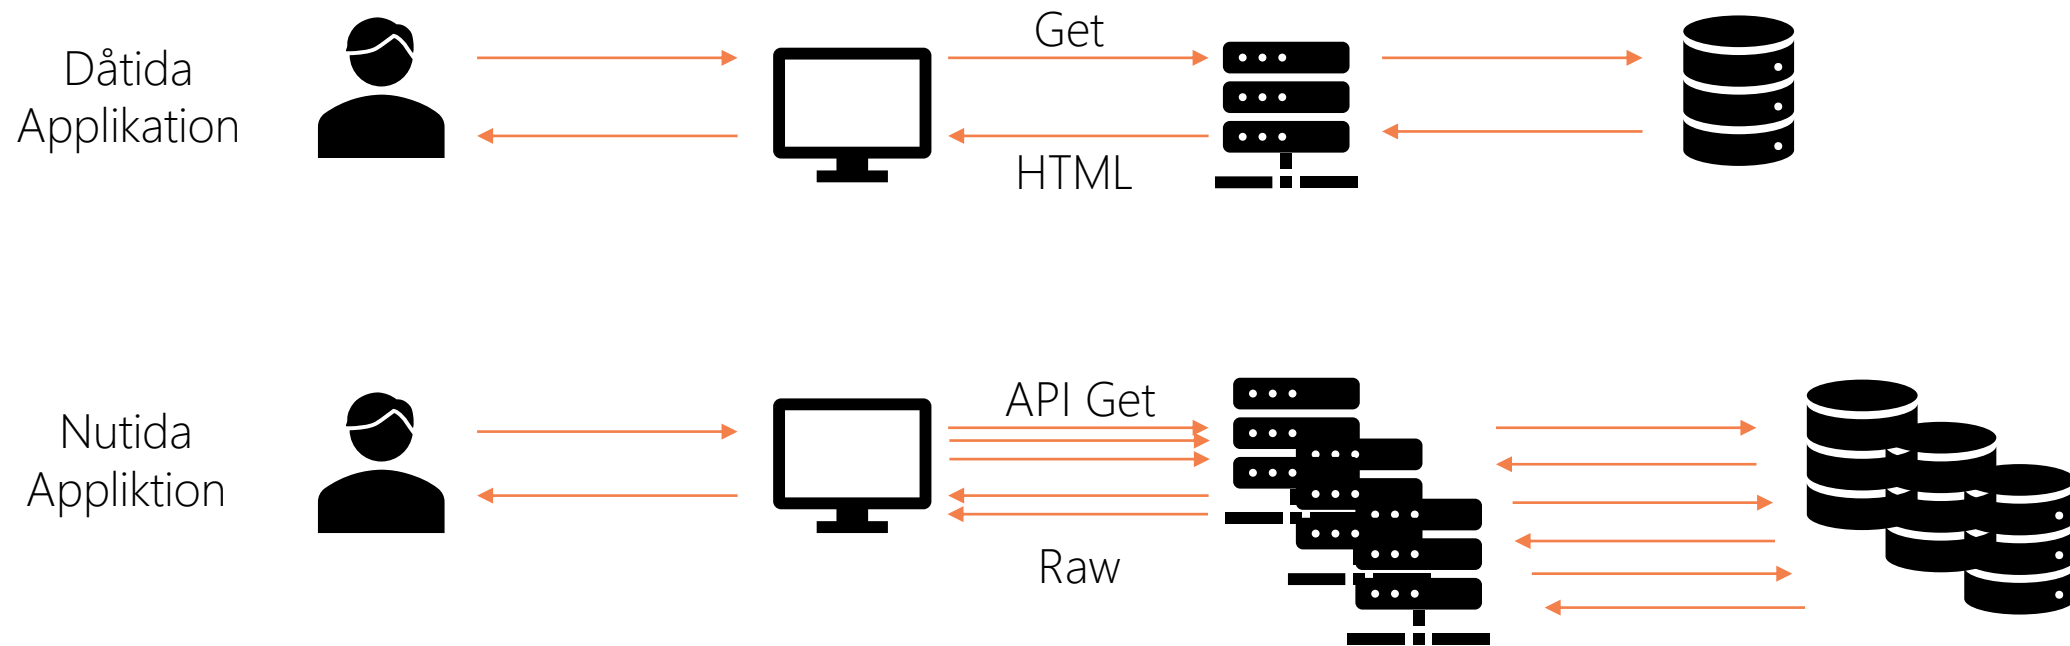 Dåtida
Applikation
Get
HTML
Nutida
Appliktion
API Get
Raw